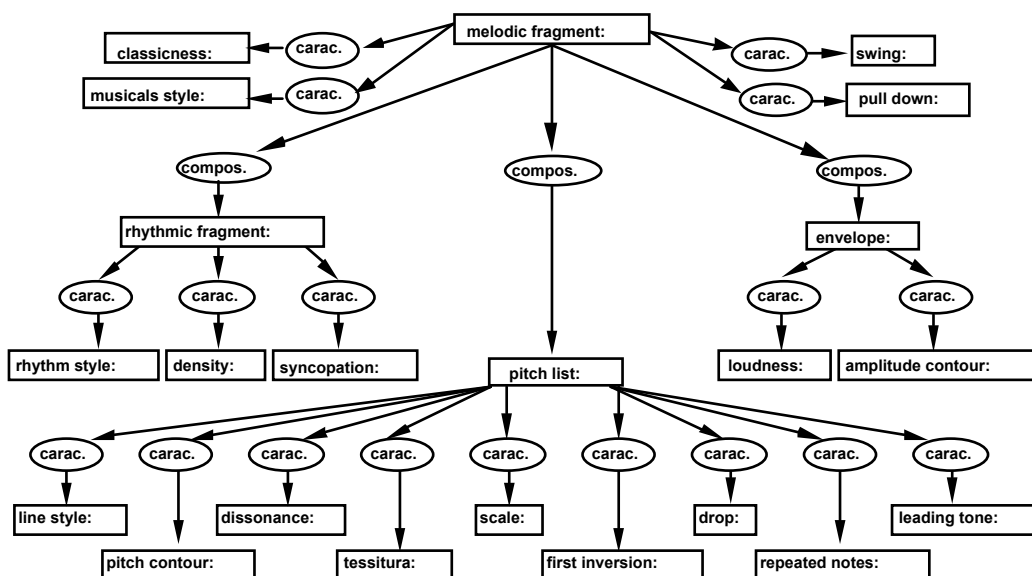 melodic fragment:
carac.
classicness:
carac.
swing:
carac.
musicals style:
carac.
pull down:
compos.
compos.
compos.
rhythmic fragment:
envelope:
carac.
carac.
carac.
carac.
carac.
rhythm style:
density:
syncopation:
loudness:
amplitude contour:
pitch list:
carac.
carac.
carac.
carac.
carac.
carac.
carac.
carac.
carac.
line style:
dissonance:
scale:
drop:
leading tone:
pitch contour:
tessitura:
first inversion:
repeated notes: